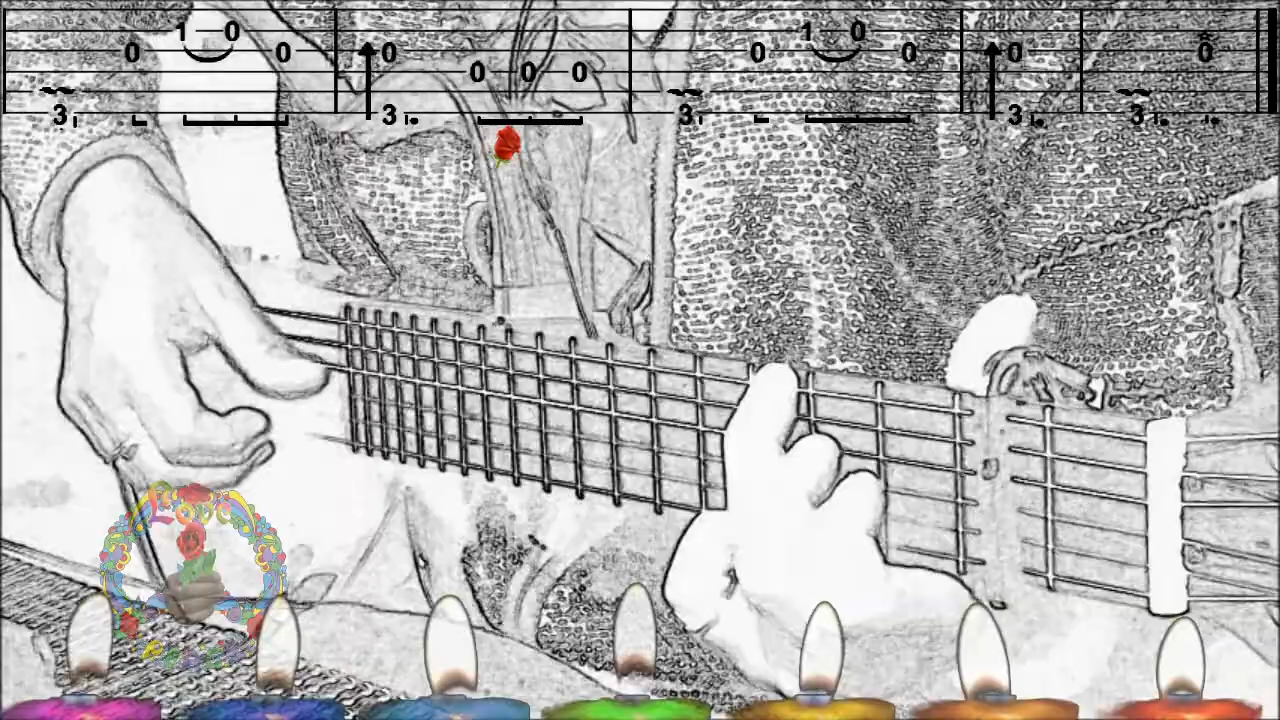 1 0 1 0
0 0 0 0 0 0 0
0 0 0
3 3 3 3 3